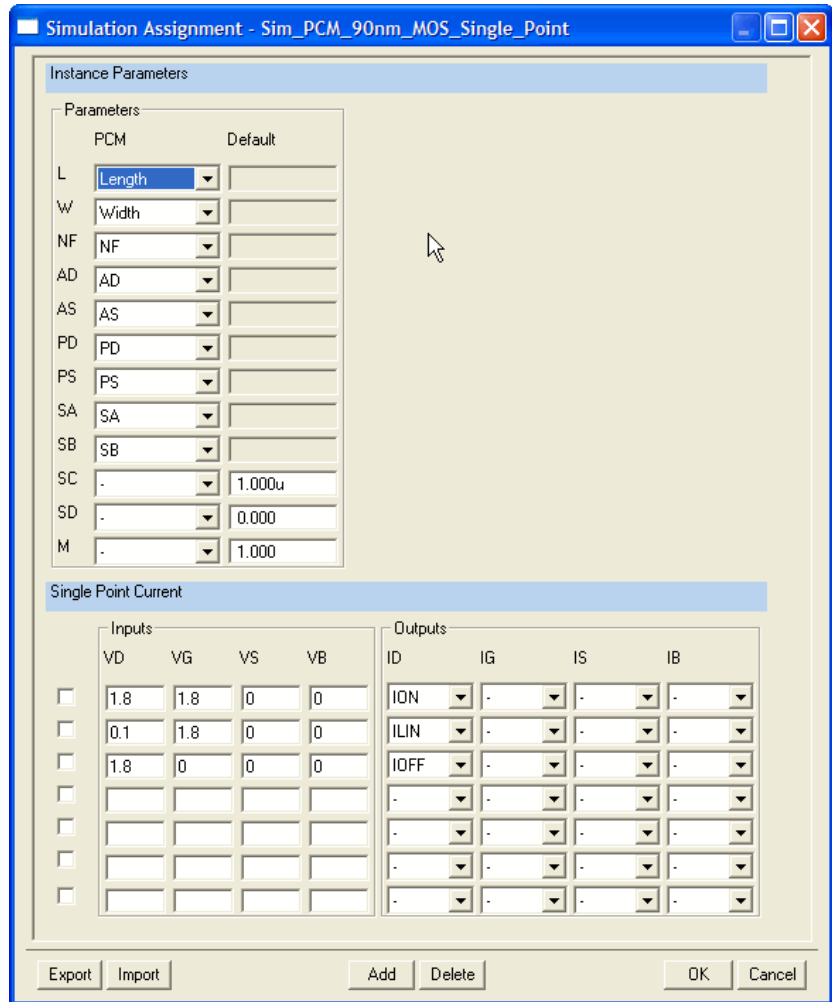 Simulation Assignment - Sim_PCM_90nm_MOS_Single_Point
Instance Parameters
Parameters
PCM Default
L Length
W Width
NF NF
AD AD
AS AS
PD PD
PS PS
SA SA
SB SB
SC - 1.000u
SD - 0.000
M - 1.000
Single Point Current
Inputs Outputs
VD VG VS VB ID IG IS IB
1.8 1.8 0 0 ION - - -
0.1 1.8 0 0 ILIN - - -
1.8 0 0 0 IOFF - - -
- - - -
- - - -
- - - -
- - - -
Export Import Add Delete OK Cancel